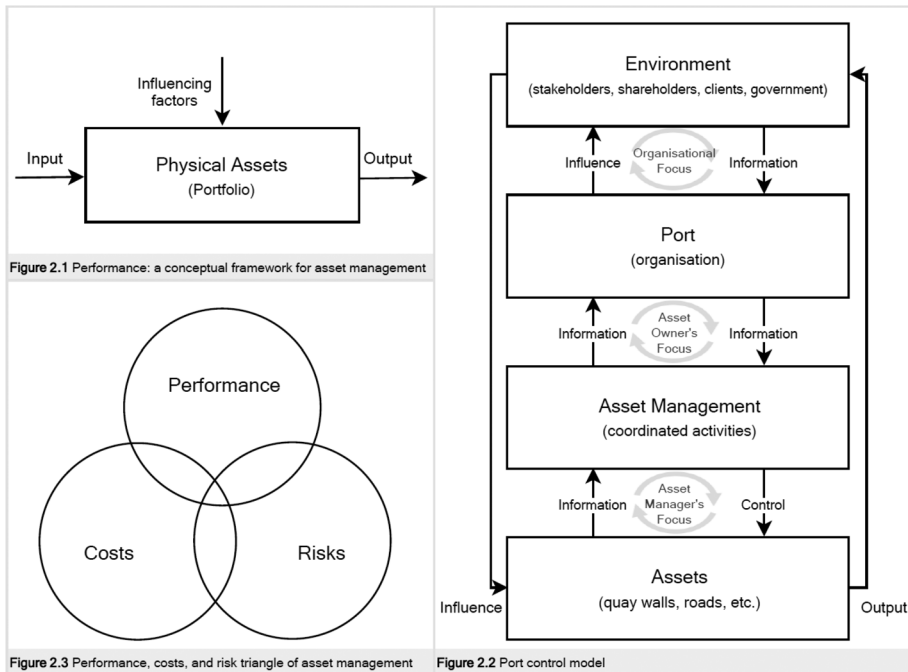 Influencing
factors
Input
Physical Assets
(Portfolio)
Output
Figure 2.1 Performance: a conceptual framework for asset management
Performance
Costs
Risks
Figure 2.3 Performance, costs, and risk triangle of asset management
Environment
(stakeholders, shareholders, clients, government)
Influence
Organisational
Focus
Information
Port
(organisation)
Information
Asset
Owner's
Focus
Information
Asset Management
(coordinated activities)
Information
Asset
Manager's
Focus
Control
Assets
(quay walls, roads, etc.)
Influence
Output
Figure 2.2 Port control model